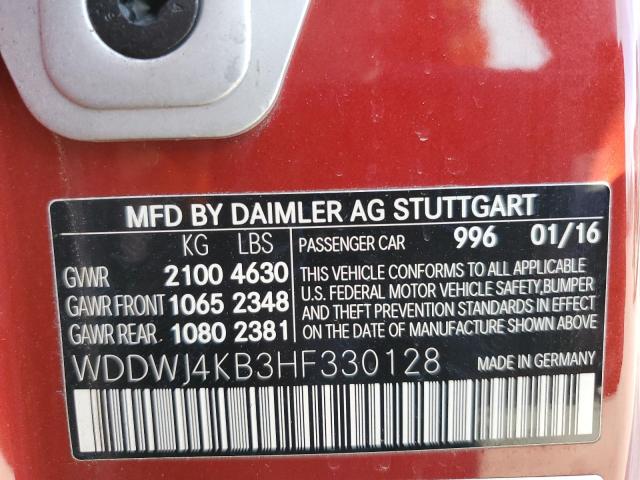 MFD BY DAIMLER AG STUTTGART
KG LBS PASSENGER CAR 996 01/16
GVWR 2100 4630 THIS VEHICLE CONFORMS TO ALL APPLICABLE
GAWR FRONT 1065 2348 U.S. FEDERAL MOTOR VEHICLE SAFETY, BUMPER
GAWR REAR 1080 2381 AND THEFT PREVENTION STANDARDS IN EFFECT
ON THE DATE OF MANUFACTURE SHOWN ABOVE.
WDDWJ4KB3HF330128 MADE IN GERMANY